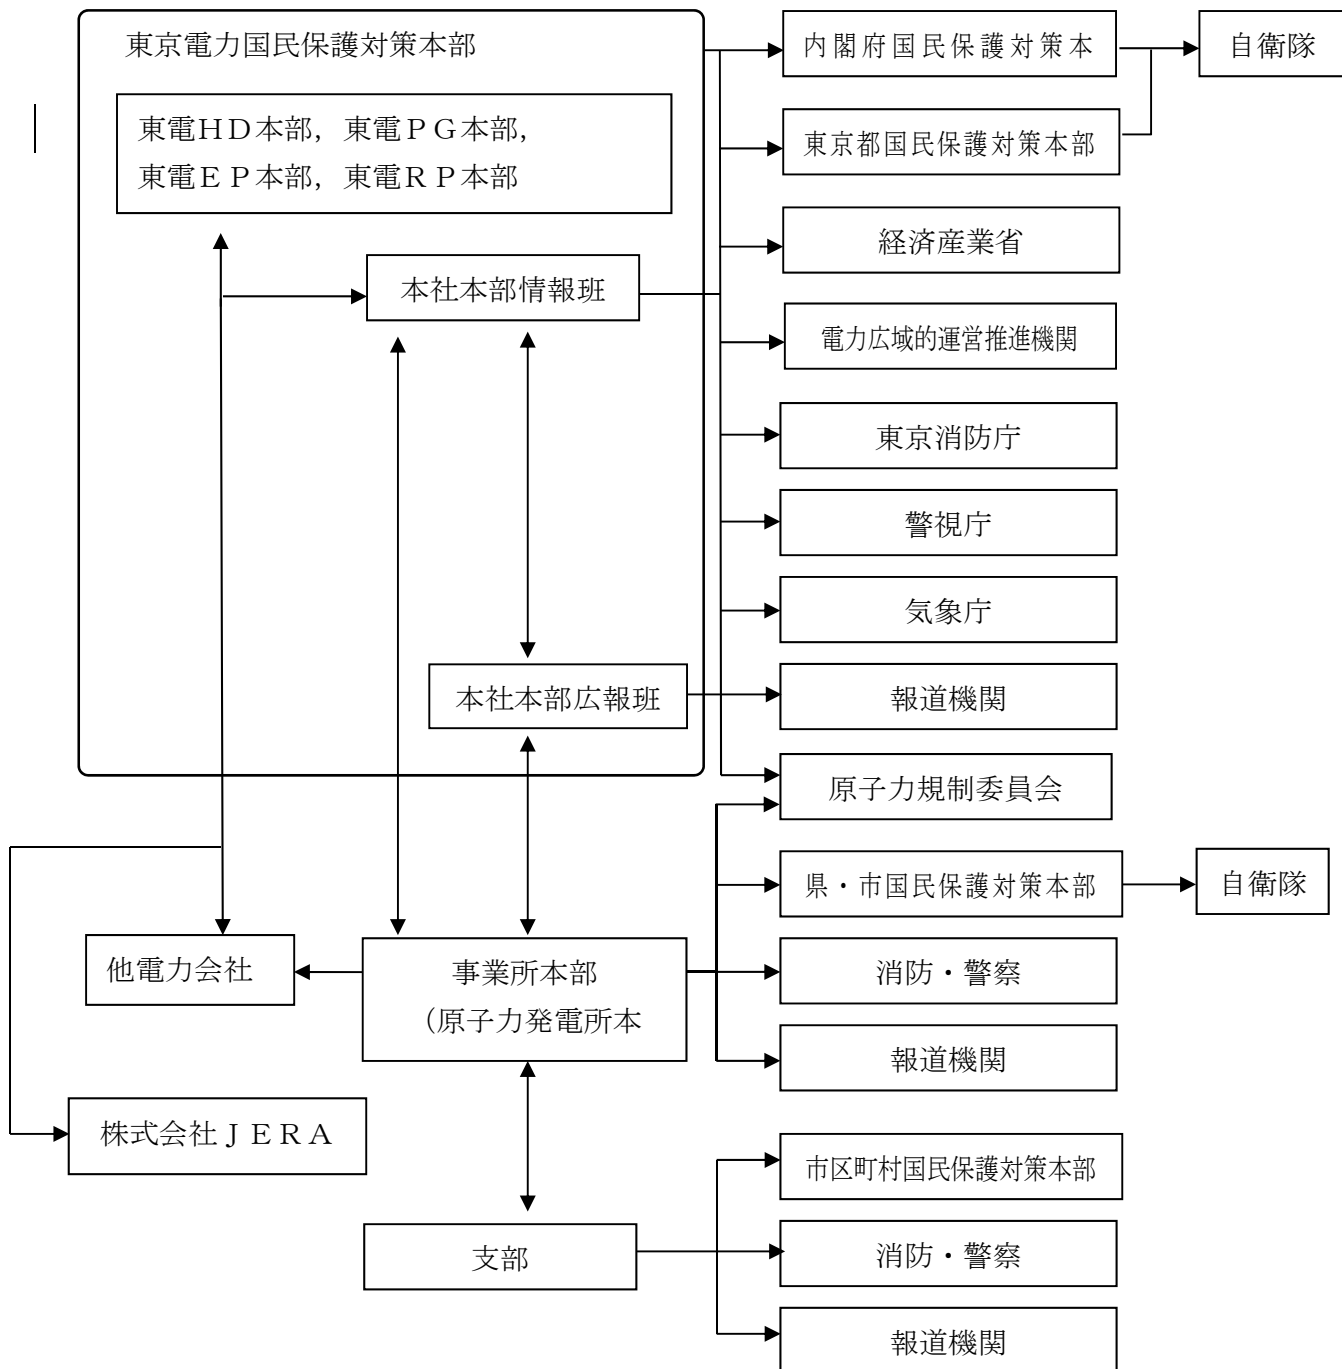 東京電力国民保護対策本部
東電ＨＤ本部，東電ＰＧ本部，
東電ＥＰ本部，東電ＲＰ本部
本社本部情報班
本社本部広報班
内閣府国民保護対策本
自衛隊
東京都国民保護対策本部
経済産業省
電力広域的運営推進機関
東京消防庁
警視庁
気象庁
報道機関
原子力規制委員会
県・市国民保護対策本部
自衛隊
他電力会社
事業所本部
（原子力発電所本
消防・警察
報道機関
株式会社ＪＥＲＡ
市区町村国民保護対策本部
支部
消防・警察
報道機関